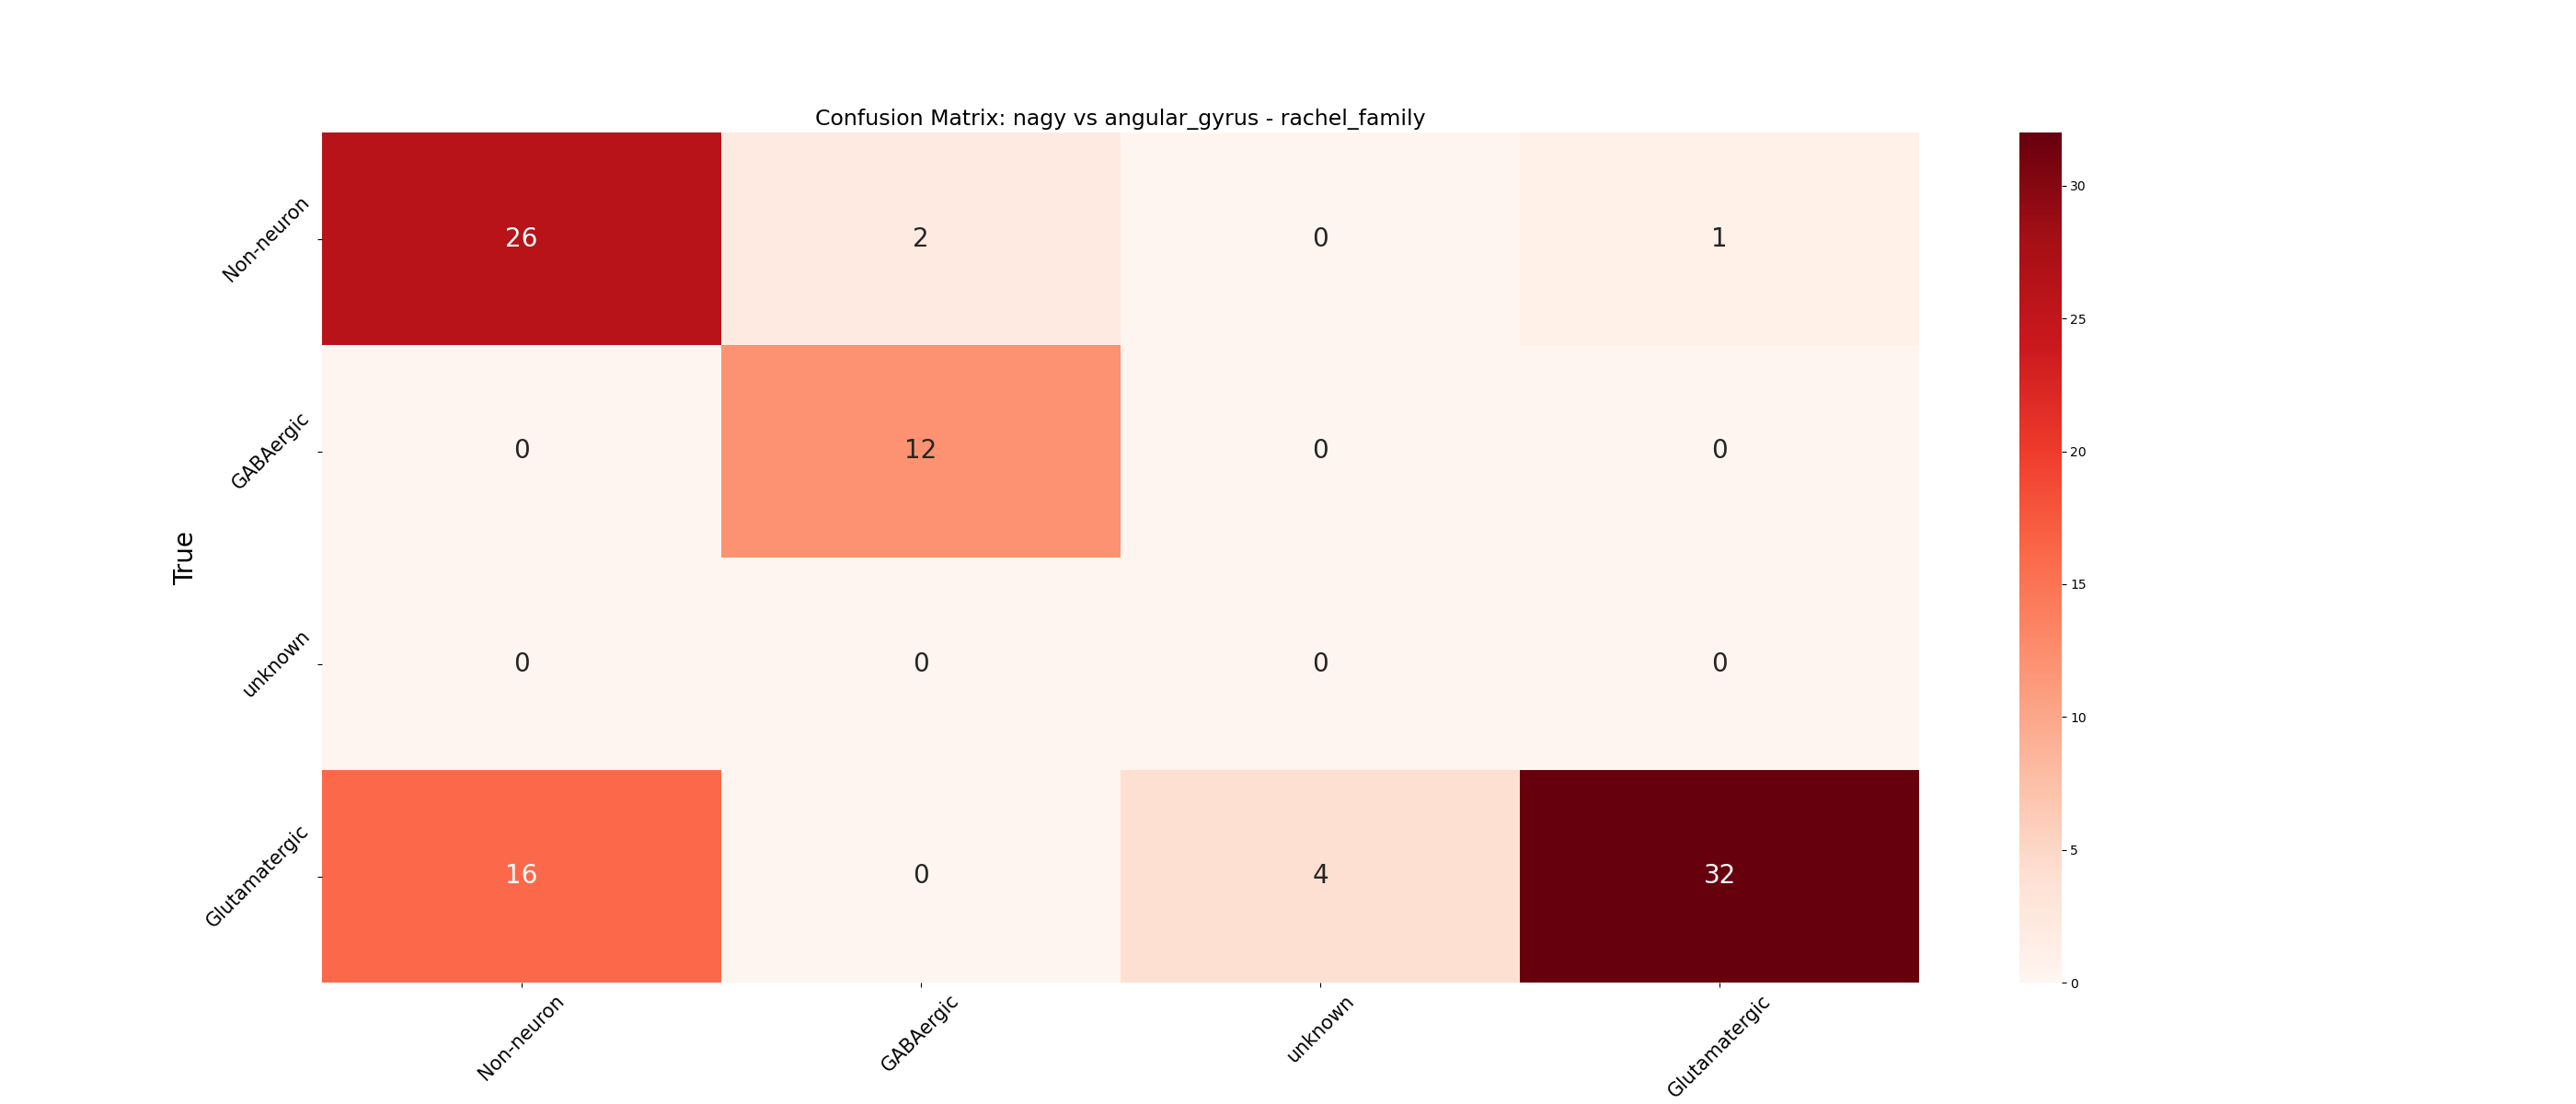 Confusion Matrix: nagy vs angular_gyrus - rachel_family
True
Non-neuron
26 2 0 1
GABAergic
0 12 0 0
unknown
0 0 0 0
Glutamatergic
16 0 4 32
Non-neuron GABAergic unknown Glutamatergic
30
25
20
15
10
5
0